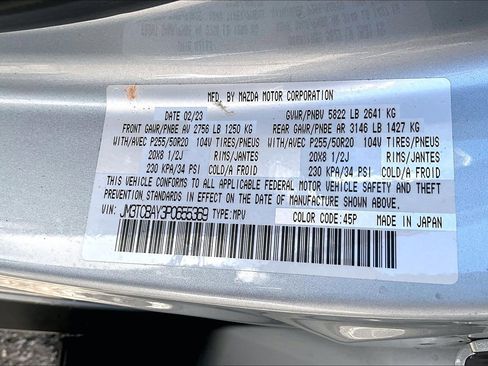 MFD. BY MAZDA MOTOR CORPORATION
DATE 02/23 GVWR/PNBV 5822 LB 2641 KG
FRONT GAWR/PNBE AV 2756 LB 1250 KG REAR GAWR/PNBE AR 3146 LB 1427 KG
WITH/AVEC P255/50R20 104V TIRES/PNEUS WITH/AVEC P255/50R20 104V TIRES/PNEUS
20X8 1/2J RIMS/JANTES 20X8 1/2J RIMS/JANTES
230 KPA/34 PSI COLD/A FROID 230 KPA/34 PSI COLD/A FROID
THIS VEHICLE CONFORMS TO ALL APPLICABLE FEDERAL MOTOR VEHICLE SAFETY AND THEFT
PREVENTION STANDARDS IN EFFECT ON THE DATE OF MANUFACTURE SHOWN ABOVE.
VIN: JM3TCBAY3P0655369 TYPE: MPV COLOR CODE: 45P MADE IN JAPAN